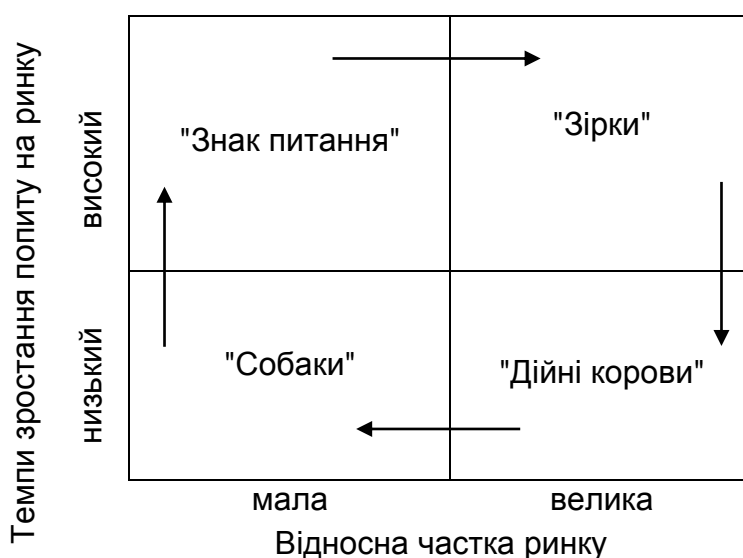 Темпи зростання попиту на ринку
високий
"Знак питання"
"Зірки"
низький
"Собаки"
"Дійні корови"
мала
велика
Відносна частка ринку